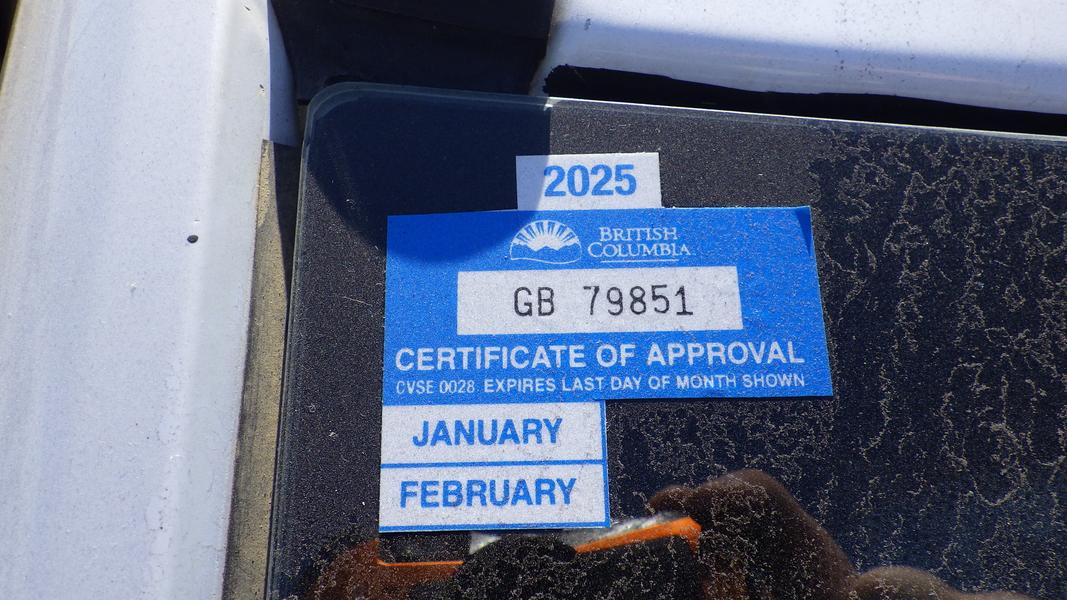 2025
BRITISH
COLUMBIA
GB 79851
CERTIFICATE OF APPROVAL
CVSE 0028 EXPIRES LAST DAY OF MONTH SHOWN
JANUARY
FEBRUARY